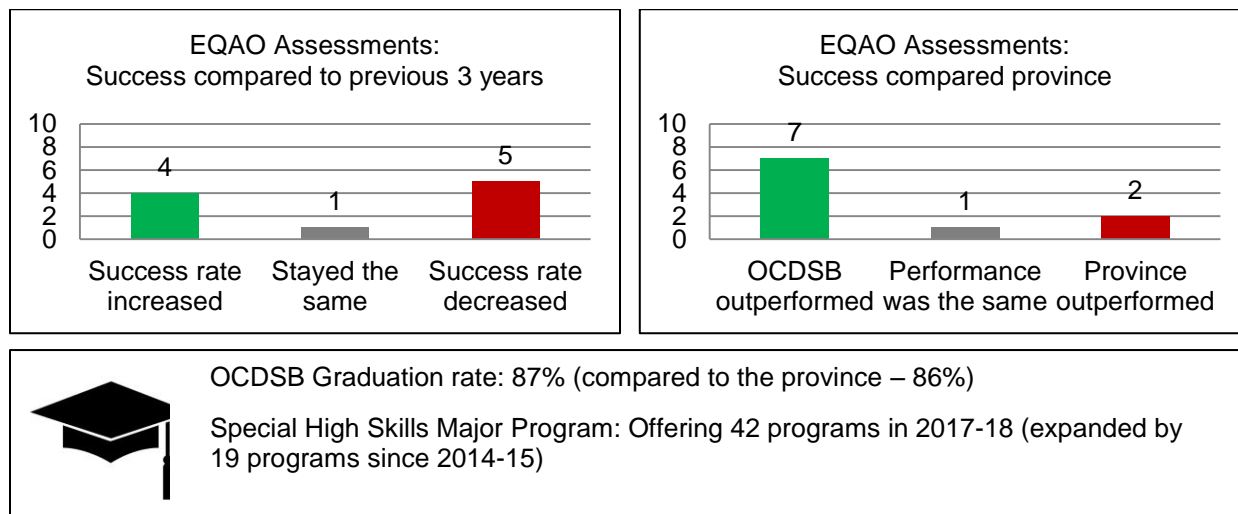 EQAO Assessments:
Success compared to previous 3 years
10
8
6
4
2
0
4
1
5
Success rate increased
Stayed the same
Success rate decreased
EQAO Assessments:
Success compared province
10
8
6
4
2
0
7
1
2
OCDSB outperformed
Performance was the same
Province outperformed
OCDSB Graduation rate: 87% (compared to the province – 86%)
Special High Skills Major Program: Offering 42 programs in 2017-18 (expanded by
19 programs since 2014-15)